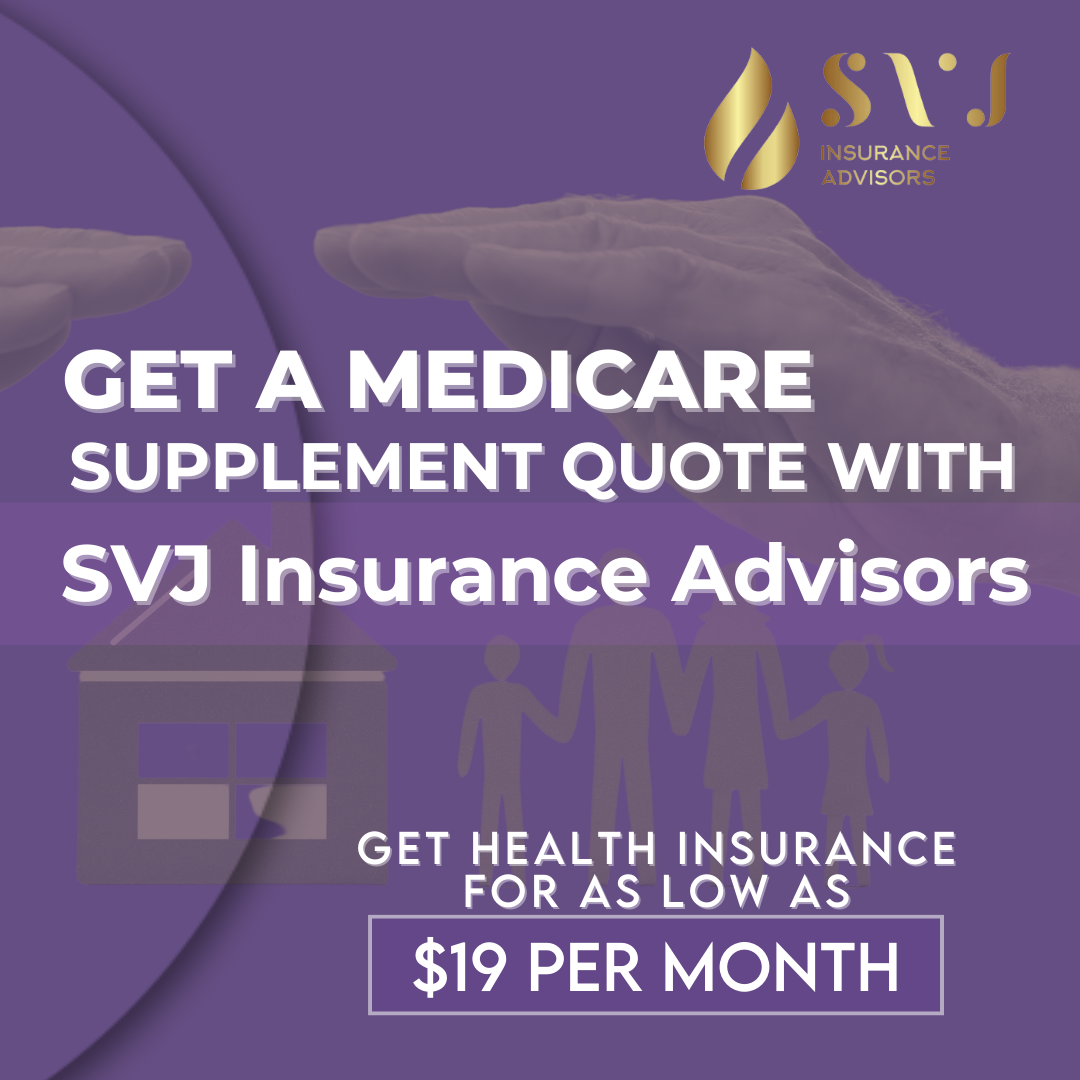 SVJ
INSURANCE
ADVISORS
GET A MEDICARE
SUPPLEMENT QUOTE WITH
SVJ Insurance Advisors
GET HEALTH INSURANCE
FOR AS LOW AS
$19 PER MONTH